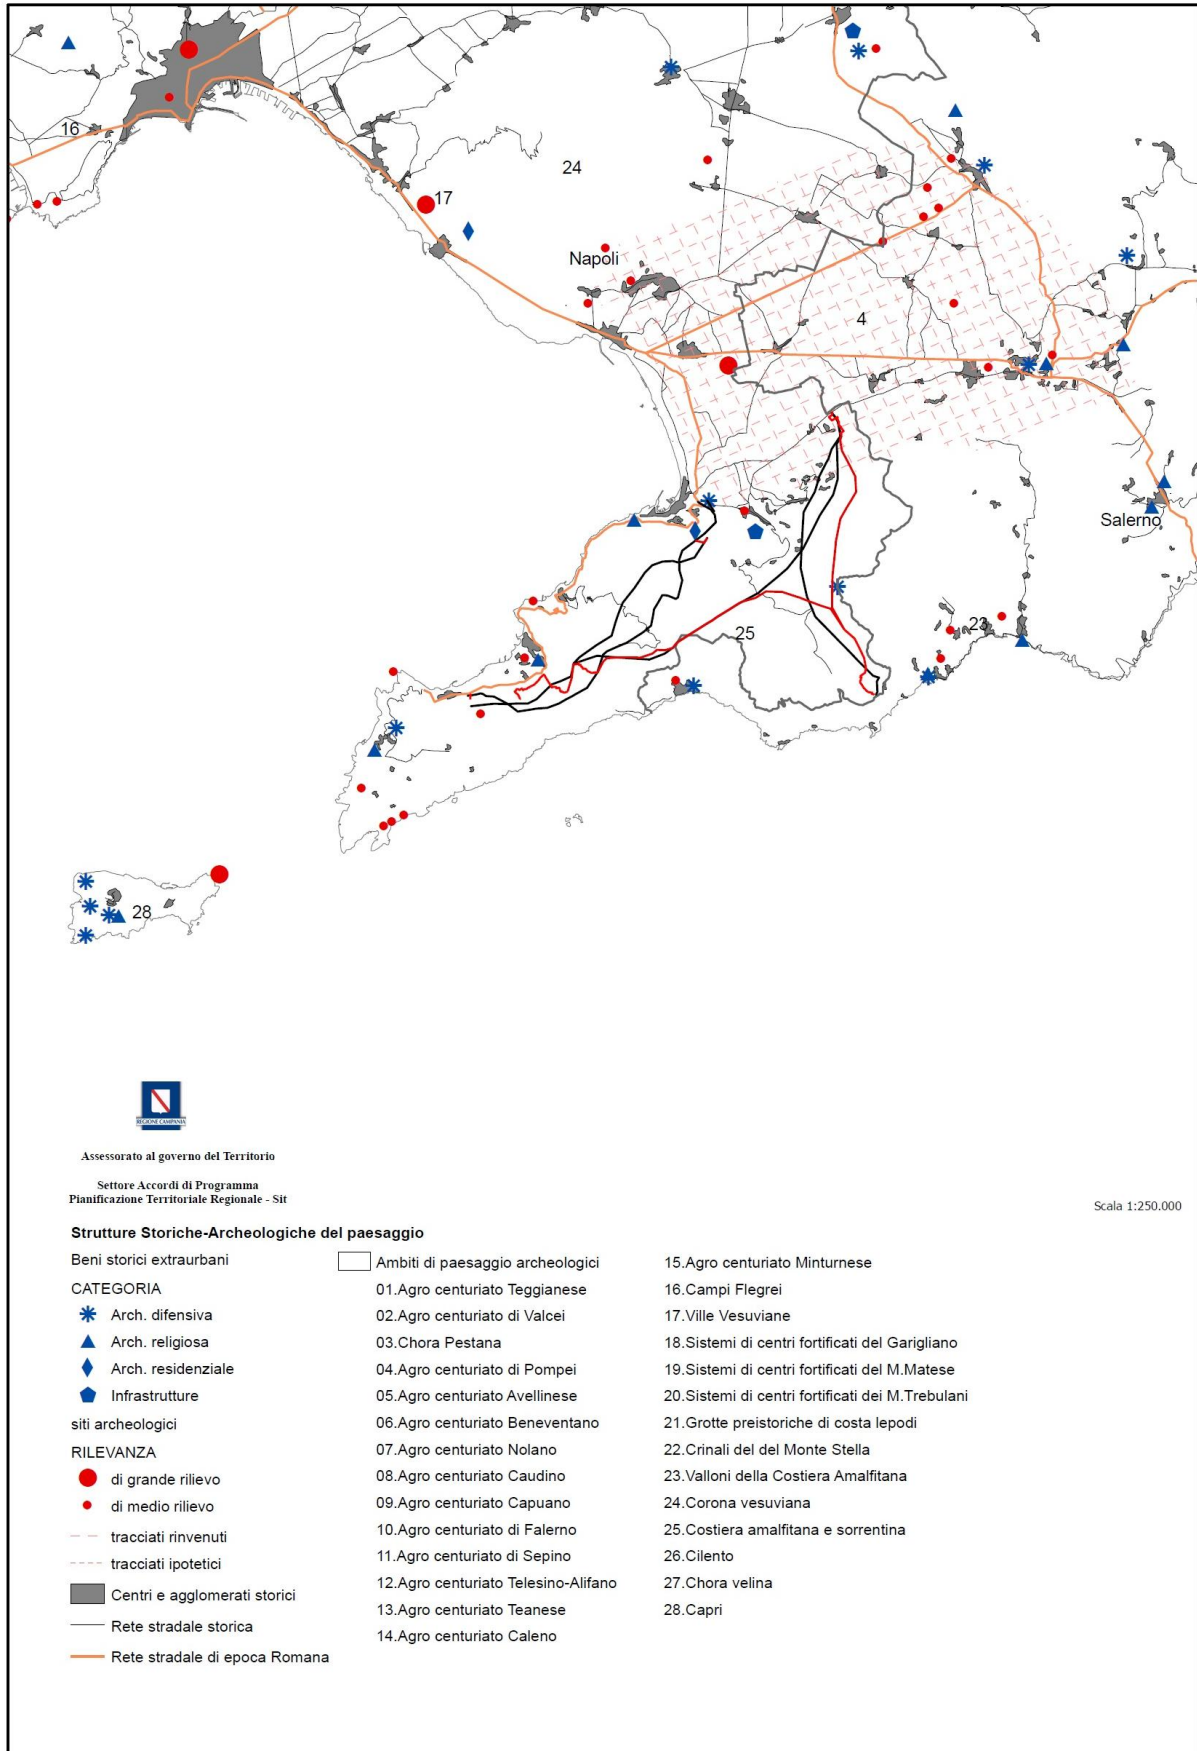 16
17
24
Napoli
4
Salerno
25
23
28
REGIONE CAMPANIA
Assessorato al governo del Territorio
Settore Accordi di Programma
Pianificazione Territoriale Regionale - Sit
Scala 1:250.000
Strutture Storiche-Archeologiche del paesaggio
Beni storici extraurbani
CATEGORIA
Arch. difensiva
Arch. religiosa
Arch. residenziale
Infrastrutture
siti archeologici
RILEVANZA
di grande rilievo
di medio rilievo
tracciati rinvenuti
tracciati ipotetici
Centri e agglomerati storici
Rete stradale storica
Rete stradale di epoca Romana
Ambiti di paesaggio archeologici
01.Agro centuriato Teggianese
02.Agro centuriato di Valcei
03.Chora Pestana
04.Agro centuriato di Pompei
05.Agro centuriato Avellinese
06.Agro centuriato Beneventano
07.Agro centuriato Nolano
08.Agro centuriato Caudino
09.Agro centuriato Capuano
10.Agro centuriato di Falerno
11.Agro centuriato di Sepino
12.Agro centuriato Telesino-Alifano
13.Agro centuriato Teanese
14.Agro centuriato Caleno
15.Agro centuriato Minturnese
16.Campi Flegrei
17.Ville Vesuviane
18.Sistemi di centri fortificati del Garigliano
19.Sistemi di centri fortificati del M.Matese
20.Sistemi di centri fortificati dei M.Trebulani
21.Grotte preistoriche di costa lepodi
22.Crinali del del Monte Stella
23.Valloni della Costiera Amalfitana
24.Corona vesuviana
25.Costiera amalfitana e sorrentina
26.Cilento
27.Chora velina
28.Capri